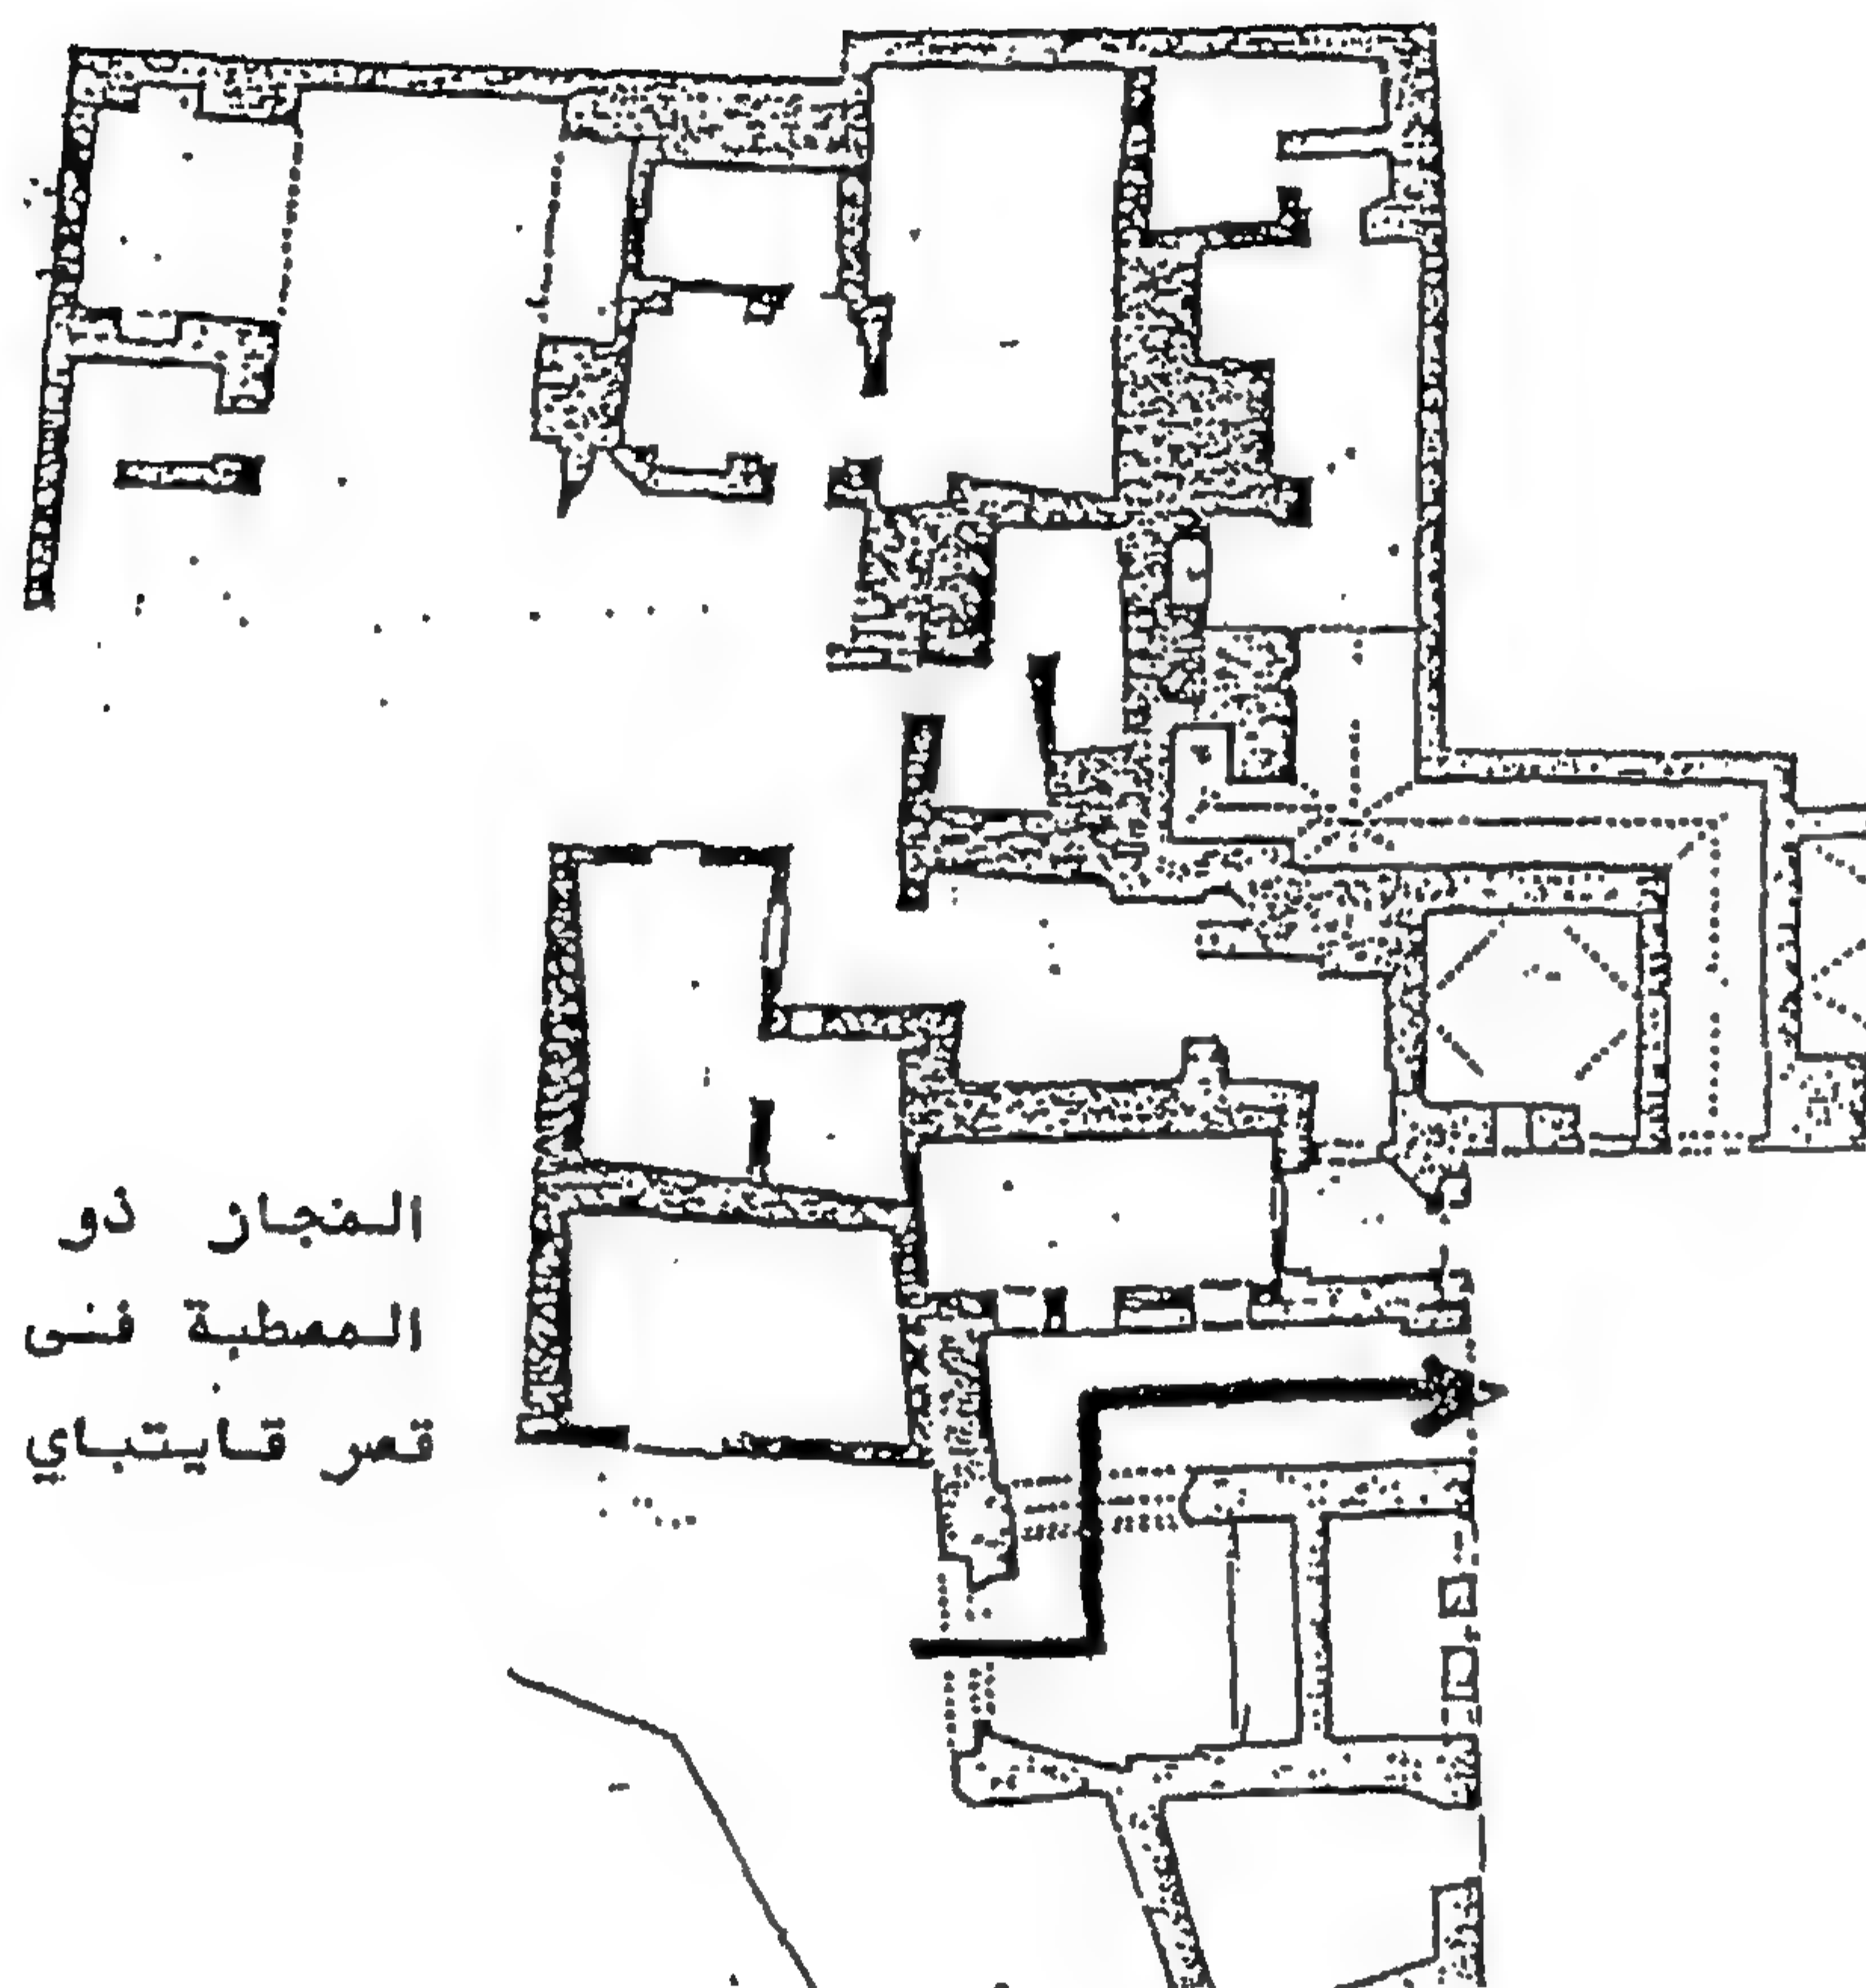 المجاز ذو
المصطبة فى
قصر قايتباي